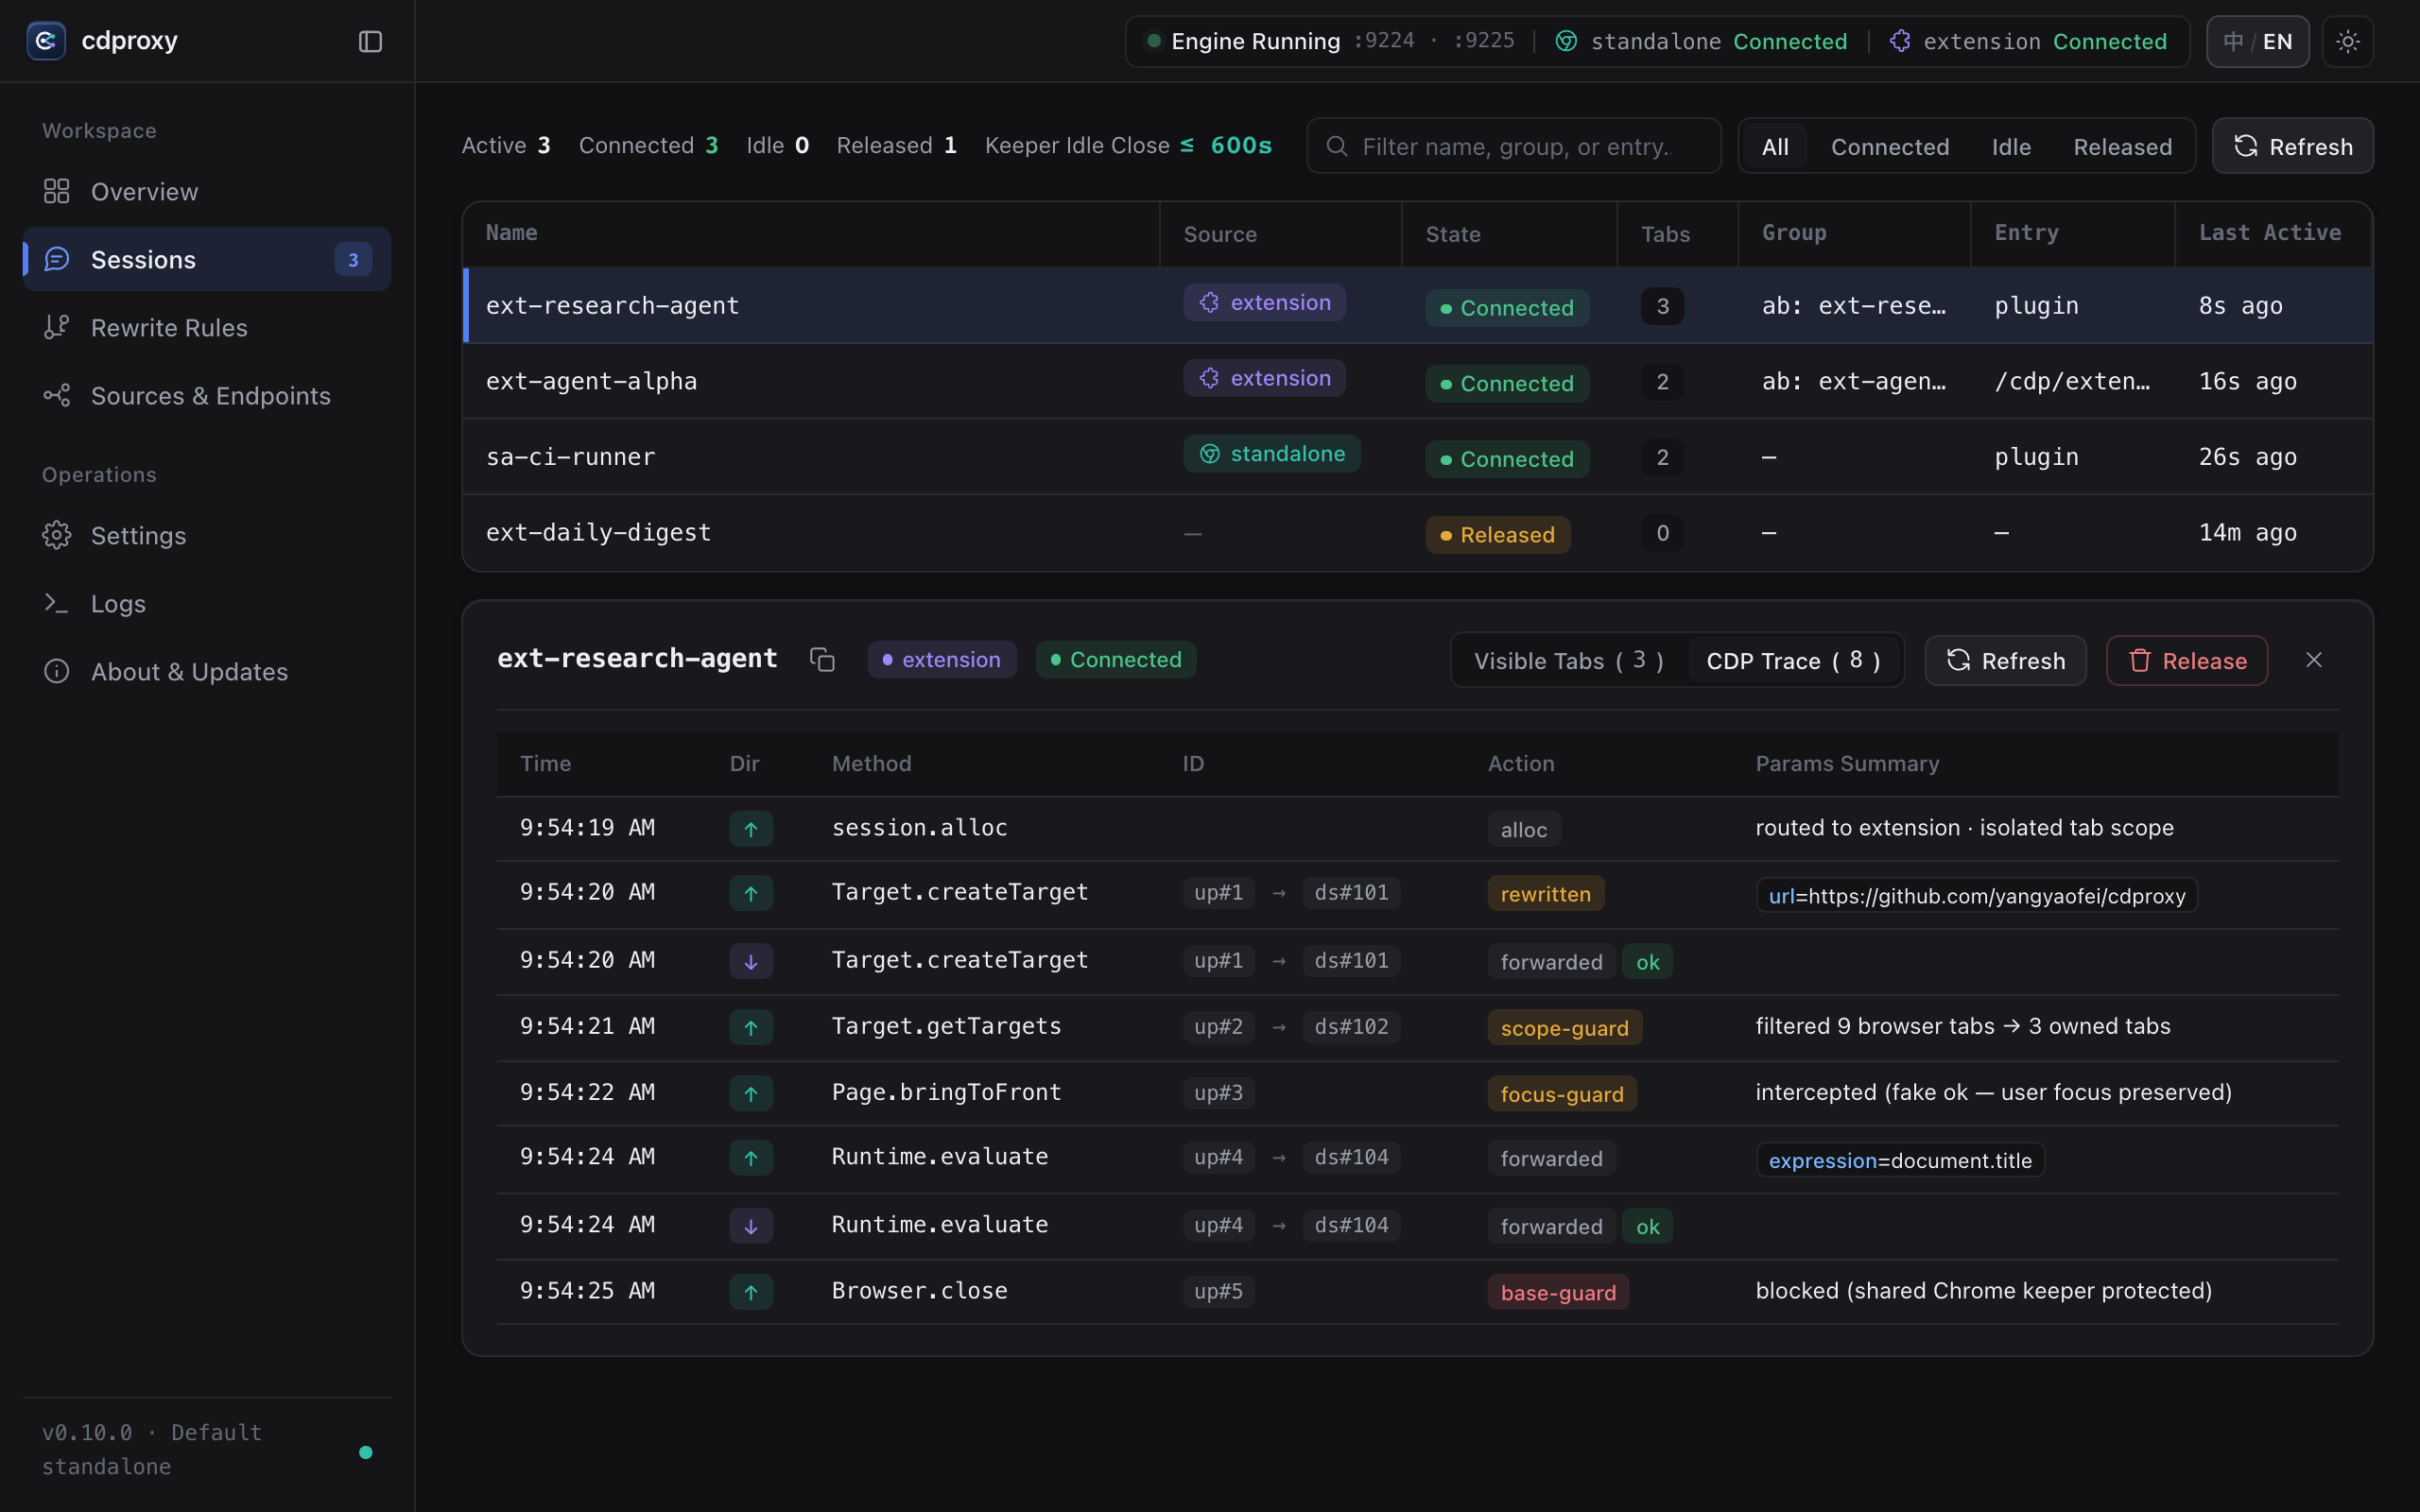 cdproxy
Engine Running :9224 · :9225 | standalone Connected | extension Connected
中 / EN
Workspace
Overview
Sessions 3
Rewrite Rules
Sources & Endpoints
Operations
Settings
Logs
About & Updates
v0.10.0 · Default
standalone
Active 3 Connected 3 Idle 0 Released 1 Keeper Idle Close ≤ 600s
Filter name, group, or entry..
All Connected Idle Released
Refresh
Name Source State Tabs Group Entry Last Active
ext-research-agent extension Connected 3 ab: ext-rese… plugin 8s ago
ext-agent-alpha extension Connected 2 ab: ext-agen… /cdp/exten… 16s ago
sa-ci-runner standalone Connected 2 — plugin 26s ago
ext-daily-digest — Released 0 — — 14m ago
ext-research-agent extension Connected
Visible Tabs ( 3 ) CDP Trace ( 8 ) Refresh Release
Time Dir Method ID Action Params Summary
9:54:19 AM ↑ session.alloc alloc routed to extension · isolated tab scope
9:54:20 AM ↑ Target.createTarget up#1 → ds#101 rewritten url=https://github.com/yangyaofei/cdproxy
9:54:20 AM ↓ Target.createTarget up#1 → ds#101 forwarded ok
9:54:21 AM ↑ Target.getTargets up#2 → ds#102 scope-guard filtered 9 browser tabs → 3 owned tabs
9:54:22 AM ↑ Page.bringToFront up#3 focus-guard intercepted (fake ok — user focus preserved)
9:54:24 AM ↑ Runtime.evaluate up#4 → ds#104 forwarded expression=document.title
9:54:24 AM ↓ Runtime.evaluate up#4 → ds#104 forwarded ok
9:54:25 AM ↑ Browser.close up#5 base-guard blocked (shared Chrome keeper protected)